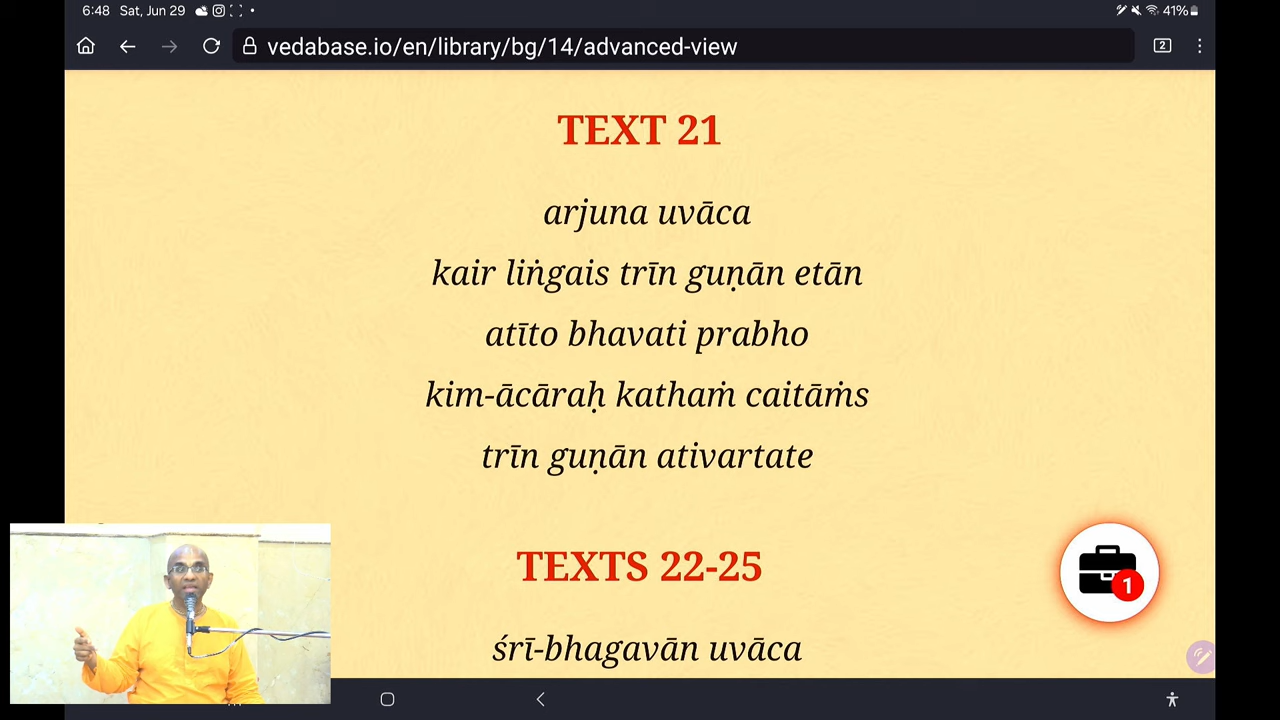 6:48 Sat, Jun 29 41%
vedabase.io/en/library/bg/14/advanced-view 2
TEXT 21
arjuna uvāca
kair liṅgais trīn guṇān etān
atīto bhavati prabho
kim-ācāraḥ kathaṁ caitāṁs
trīn guṇān ativartate
TEXTS 22-25
1
śrī-bhagavān uvāca